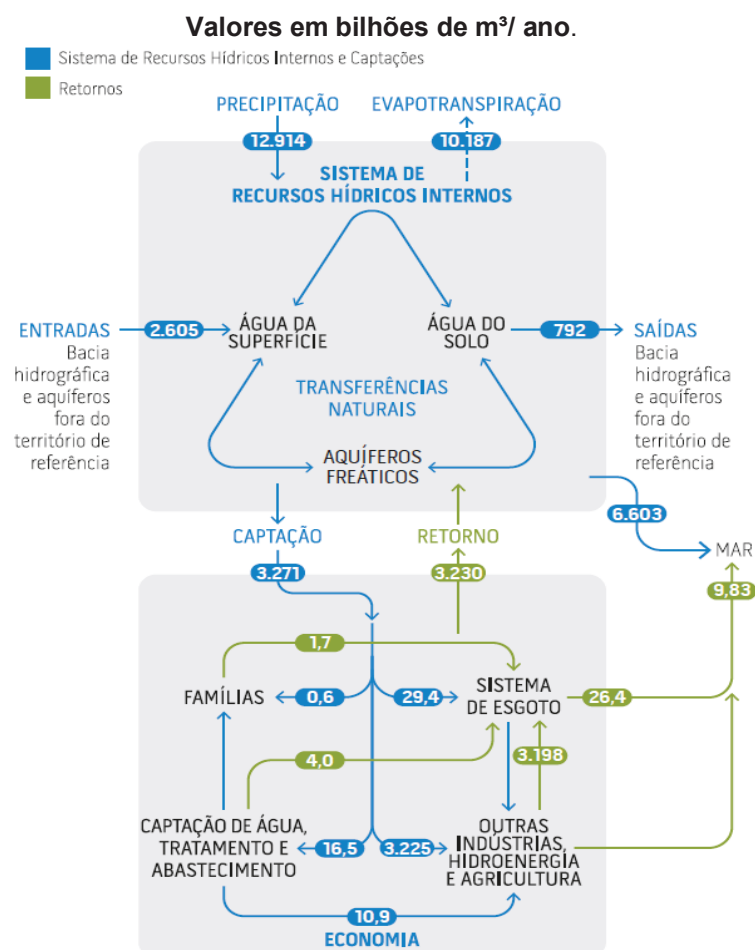 Valores em bilhões de m³/ ano.
Sistema de Recursos Hídricos Internos e Captações
Retornos
PRECIPITAÇÃO
EVAPOTRANSPIRAÇÃO
12.914
10.187
SISTEMA DE
RECURSOS HÍDRICOS INTERNOS
ENTRADAS
2.605
ÁGUA DA
SUPERFÍCIE
ÁGUA DO
SOLO
792
SAÍDAS
Bacia
hidrográfica
e aquíferos
fora do
território de
referência
TRANSFERÊNCIAS
NATURAIS
Bacia
hidrográfica
e aquíferos
fora do
território de
referência
AQUÍFEROS
FREÁTICOS
6.603
CAPTAÇÃO
RETORNO
MAR
3.271
3.230
9,83
1,7
FAMÍLIAS
0,6
29,4
SISTEMA
DE ESGOTO
26,4
4,0
3.198
CAPTAÇÃO DE ÁGUA,
TRATAMENTO E
ABASTECIMENTO
16,5
3.225
OUTRAS
INDÚSTRIAS,
HIDROENERGIA
E AGRICULTURA
10,9
ECONOMIA